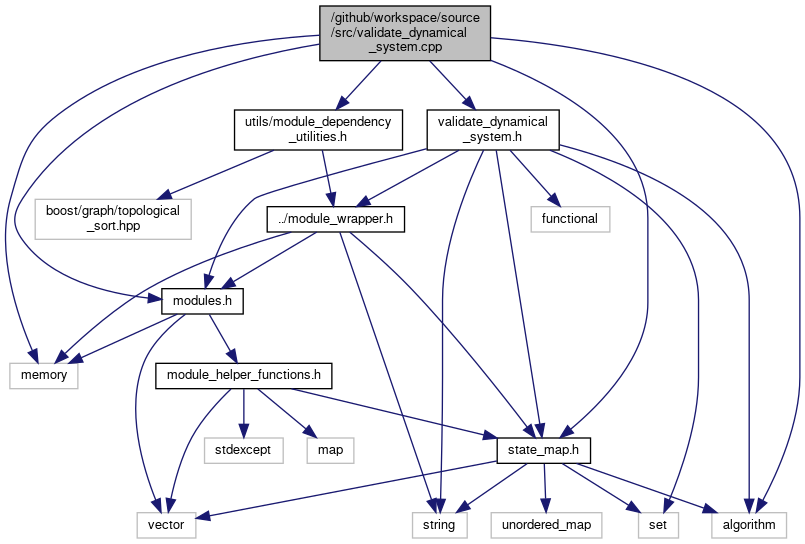 /github/workspace/source
/src/validate_dynamical
_system.cpp
utils/module_dependency
_utilities.h
validate_dynamical
_system.h
boost/graph/topological
_sort.hpp
../module_wrapper.h
functional
modules.h
memory
module_helper_functions.h
stdexcept
map
state_map.h
vector
string
unordered_map
set
algorithm